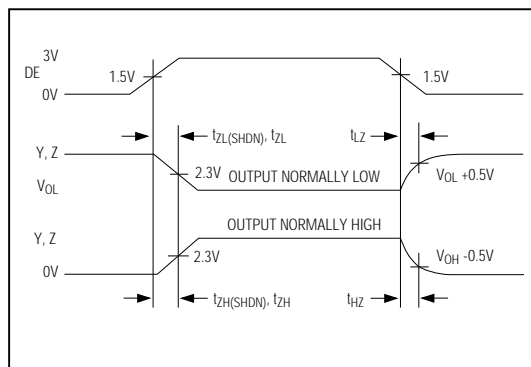 3V
DE
1.5V
1.5V
0V
tZL(SHDN), tZL
tLZ
Y, Z
2.3V
OUTPUT NORMALLY LOW
VOL +0.5V
VOL
OUTPUT NORMALLY HIGH
Y, Z
2.3V
VOH -0.5V
0V
tZH(SHDN), tZH
tHZ